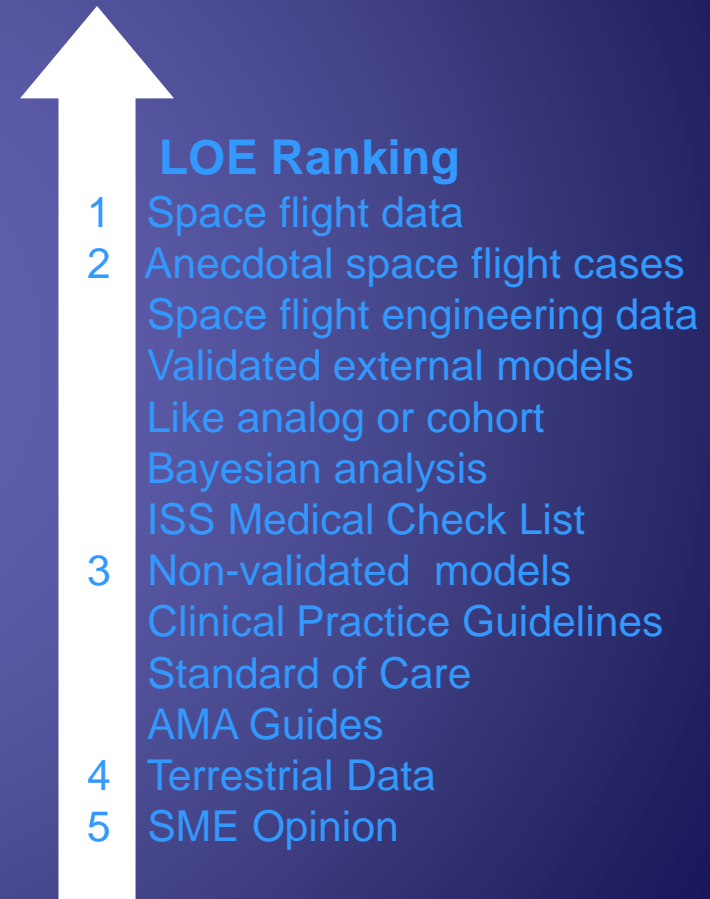 LOE Ranking
1 Space flight data
2 Anecdotal space flight cases
Space flight engineering data
Validated external models
Like analog or cohort
Bayesian analysis
ISS Medical Check List
3 Non-validated models
Clinical Practice Guidelines
Standard of Care
AMA Guides
4 Terrestrial Data
5 SME Opinion